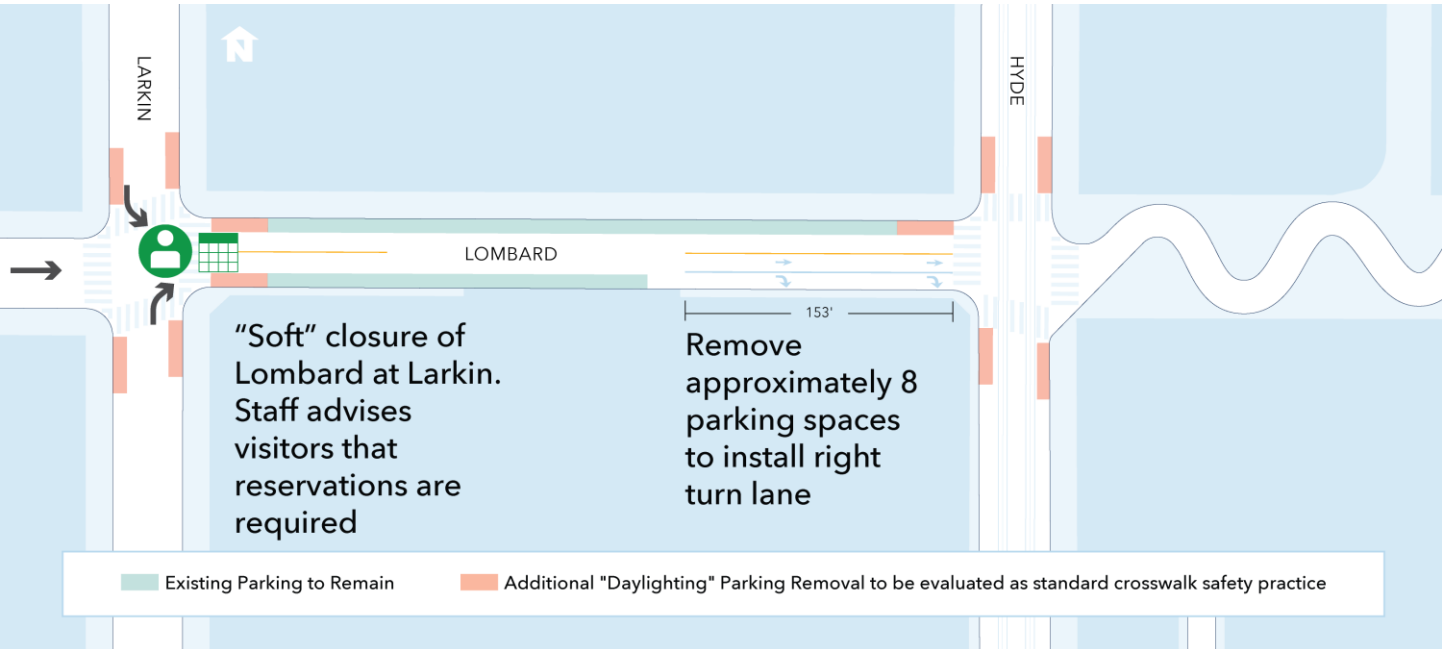 N
LARKIN
HYDE
LOMBARD
153'
“Soft” closure of
Lombard at Larkin.
Staff advises
visitors that
reservations are
required
Remove
approximately 8
parking spaces
to install right
turn lane
Existing Parking to Remain
Additional "Daylighting" Parking Removal to be evaluated as standard crosswalk safety practice